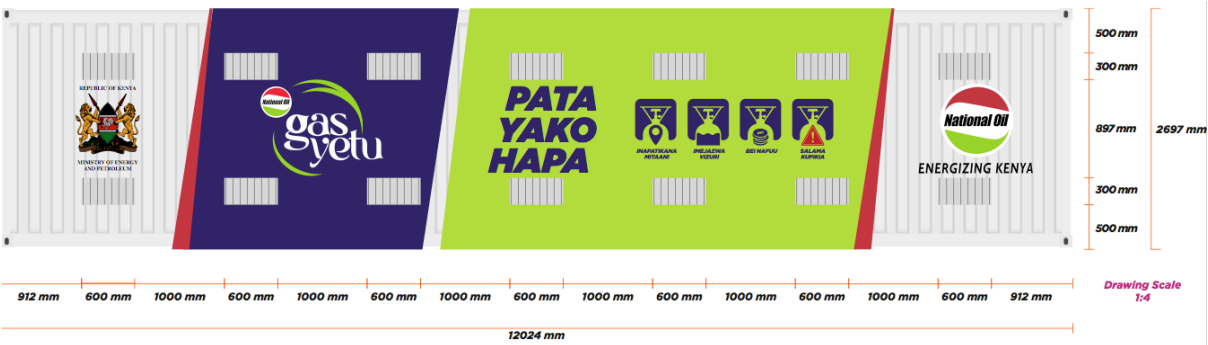 REPUBLIC OF KENYA
MINISTRY OF ENERGY
AND PETROLEUM
National Oil
gas
yetu
PATA
YAKO
HAPA
INAPATIKANA
MITAANI
IMEJAZWA
VIZURI
BEI NAFUU
SALAMA
KUPIKIA
National Oil
ENERGIZING KENYA
500 mm
300 mm
897 mm
2697 mm
300 mm
500 mm
912 mm
600 mm
1000 mm
600 mm
1000 mm
600 mm
1000 mm
600 mm
1000 mm
600 mm
1000 mm
600 mm
1000 mm
600 mm
912 mm
12024 mm
Drawing Scale
1:4